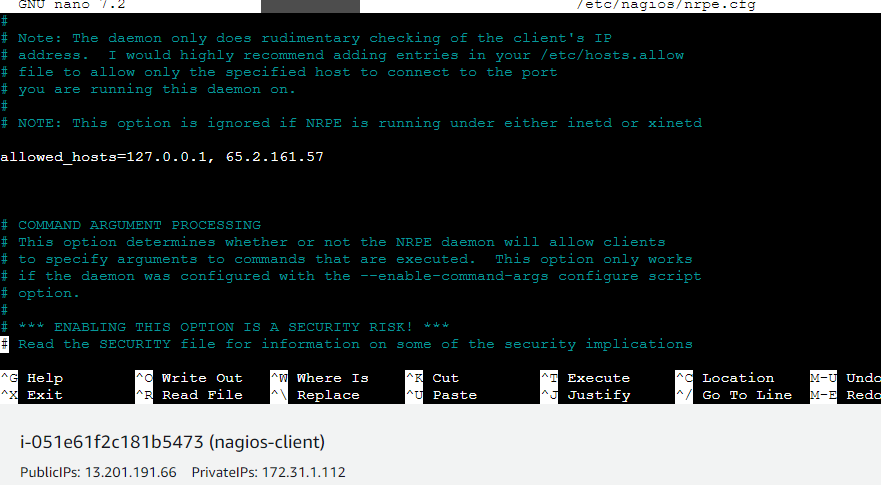 GNU nano 7.2 /etc/nagios/nrpe.cfg
#
# Note: The daemon only does rudimentary checking of the client's IP
# address.  I would highly recommend adding entries in your /etc/hosts.allow
# file to allow only the specified host to connect to the port
# you are running this daemon on.
#
# NOTE: This option is ignored if NRPE is running under either inetd or xinetd
allowed_hosts=127.0.0.1, 65.2.161.57
# COMMAND ARGUMENT PROCESSING
# This option determines whether or not the NRPE daemon will allow clients
# to specify arguments to commands that are executed.  This option only works
# if the daemon was configured with the --enable-command-args configure script
# option.
#
# *** ENABLING THIS OPTION IS A SECURITY RISK! ***
# Read the SECURITY file for information on some of the security implications
^G Help ^O Write Out ^W Where Is ^K Cut ^T Execute ^C Location M-U Undo
^X Exit ^R Read File ^\ Replace ^U Paste ^J Justify ^/ Go To Line M-E Redo
i-051e61f2c181b5473 (nagios-client)
PublicIPs: 13.201.191.66 PrivateIPs: 172.31.1.112